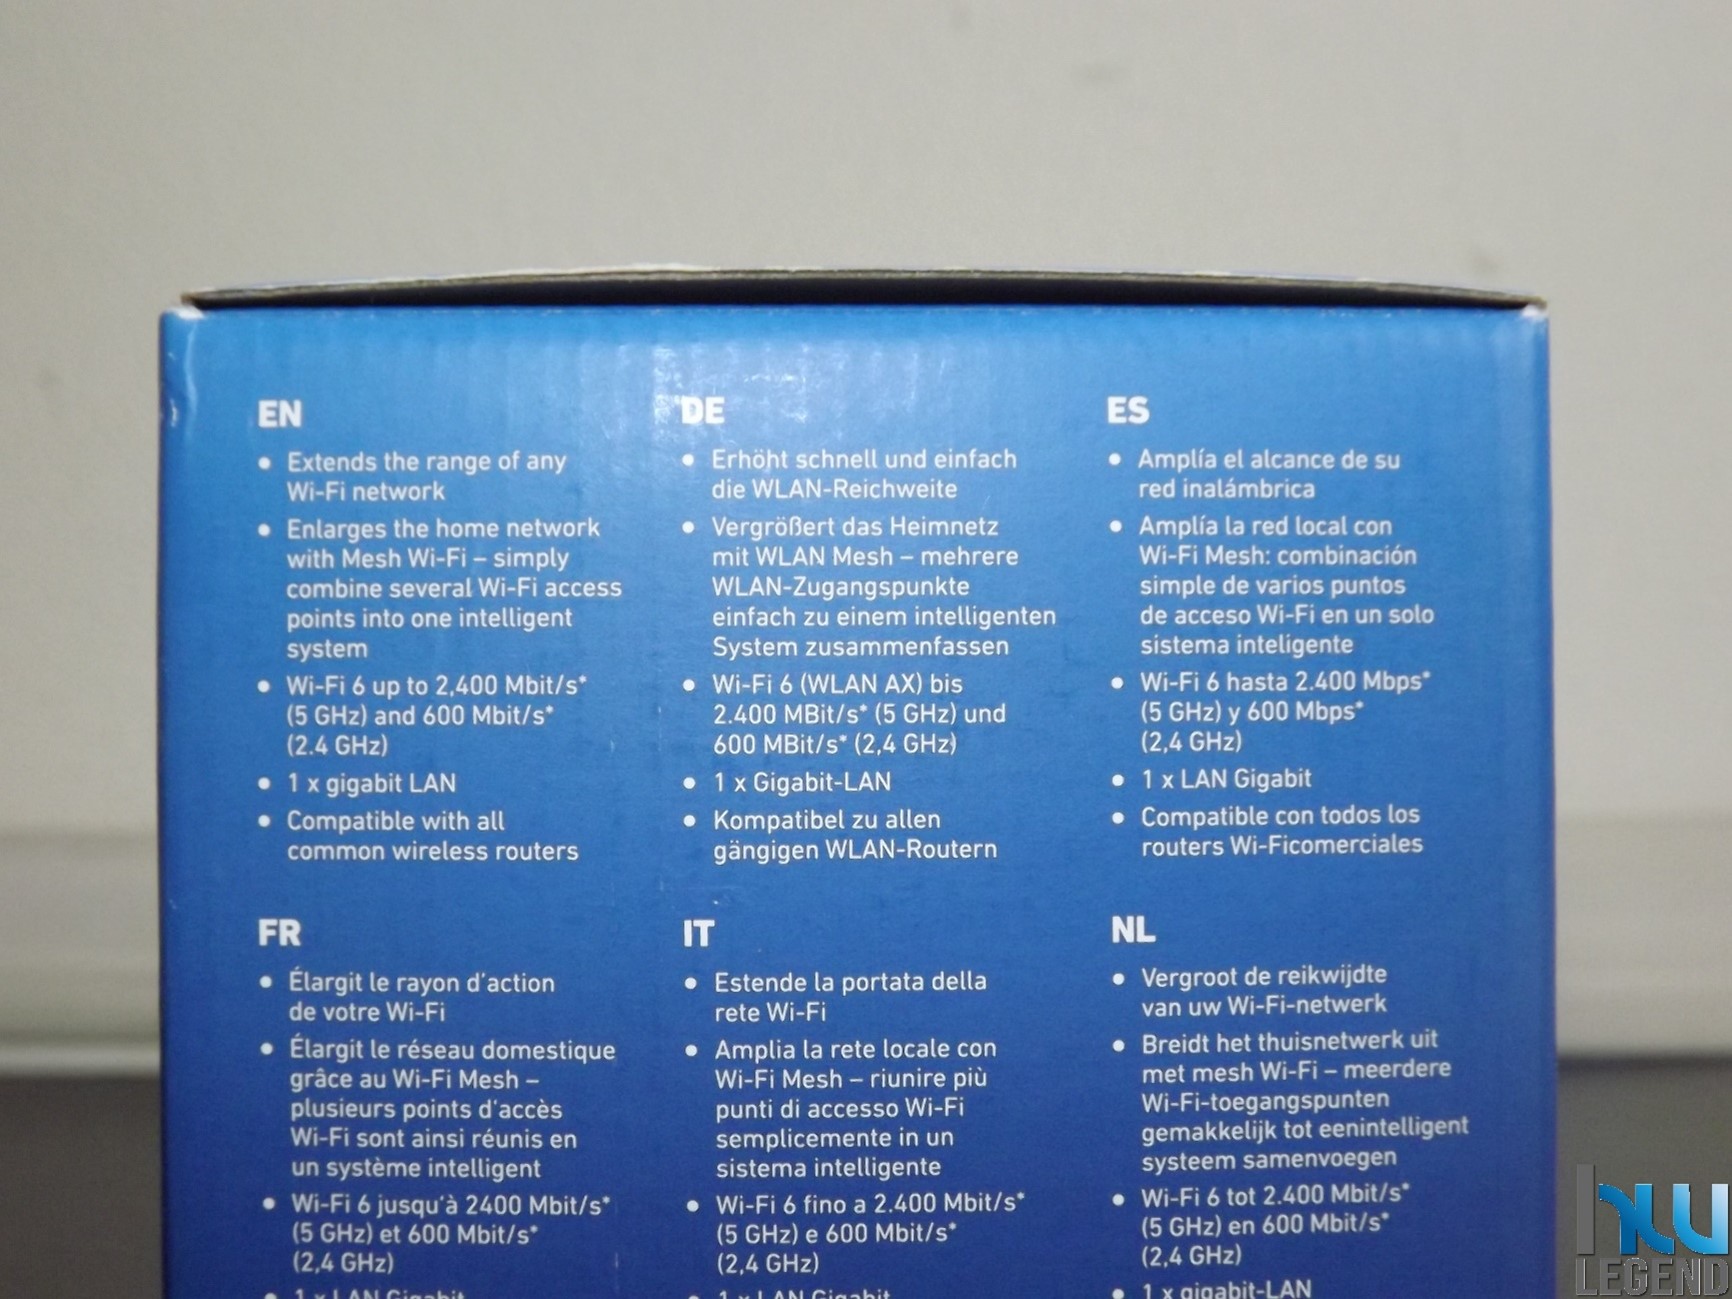 EN
• Extends the range of any
Wi-Fi network
• Enlarges the home network
with Mesh Wi-Fi – simply
combine several Wi-Fi access
points into one intelligent
system
• Wi-Fi 6 up to 2,400 Mbit/s*
(5 GHz) and 600 Mbit/s*
(2.4 GHz)
• 1 x gigabit LAN
• Compatible with all
common wireless routers
DE
• Erhöht schnell und einfach
die WLAN-Reichweite
• Vergrößert das Heimnetz
mit WLAN Mesh – mehrere
WLAN-Zugangspunkte
einfach zu einem intelligenten
System zusammenfassen
• Wi-Fi 6 (WLAN AX) bis
2.400 MBit/s* (5 GHz) und
600 MBit/s* (2,4 GHz)
• 1 x Gigabit-LAN
• Kompatibel zu allen
gängigen WLAN-Routern
ES
• Amplía el alcance de su
red inalámbrica
• Amplía la red local con
Wi-Fi Mesh: combinación
simple de varios puntos
de acceso Wi-Fi en un solo
sistema inteligente
• Wi-Fi 6 hasta 2.400 Mbps*
(5 GHz) y 600 Mbps*
(2,4 GHz)
• 1 x LAN Gigabit
• Compatible con todos los
routers Wi-Ficomerciales
FR
• Élargit le rayon d'action
de votre Wi-Fi
• Élargit le réseau domestique
grâce au Wi-Fi Mesh –
plusieurs points d'accès
Wi-Fi sont ainsi réunis en
un système intelligent
• Wi-Fi 6 jusqu'à 2400 Mbit/s*
(5 GHz) et 600 Mbit/s*
(2,4 GHz)
• 1 x LAN Gigabit
IT
• Estende la portata della
rete Wi-Fi
• Amplia la rete locale con
Wi-Fi Mesh – riunire più
punti di accesso Wi-Fi
semplicemente in un
sistema intelligente
• Wi-Fi 6 fino a 2.400 Mbit/s*
(5 GHz) e 600 Mbit/s*
(2,4 GHz)
• 1 x LAN Gigabit
NL
• Vergroot de reikwijdte
van uw Wi-Fi-netwerk
• Breidt het thuisnetwerk uit
met mesh Wi-Fi – meerdere
Wi-Fi-toegangspunten
gemakkelijk tot eenintelligent
systeem samenvoegen
• Wi-Fi 6 tot 2.400 Mbit/s*
(5 GHz) en 600 Mbit/s*
(2,4 GHz)
• 1 x gigabit-LAN
hw
LEGEND